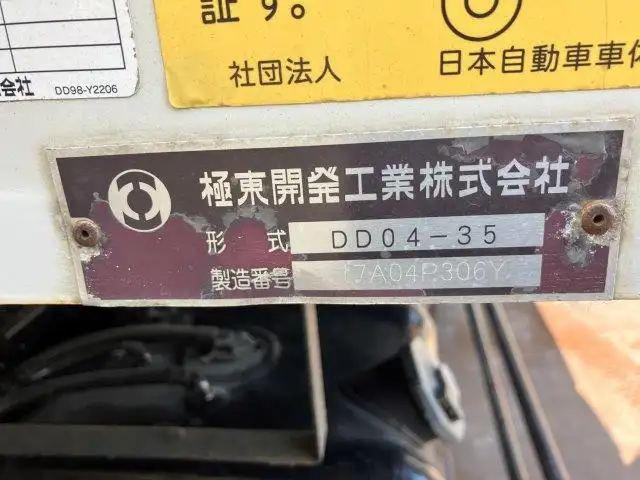 証す。
社団法人 日本自動車車体
会社 DD98-Y2206
極東開発工業株式会社
形式 DD04-35
製造番号 17A04P306Y